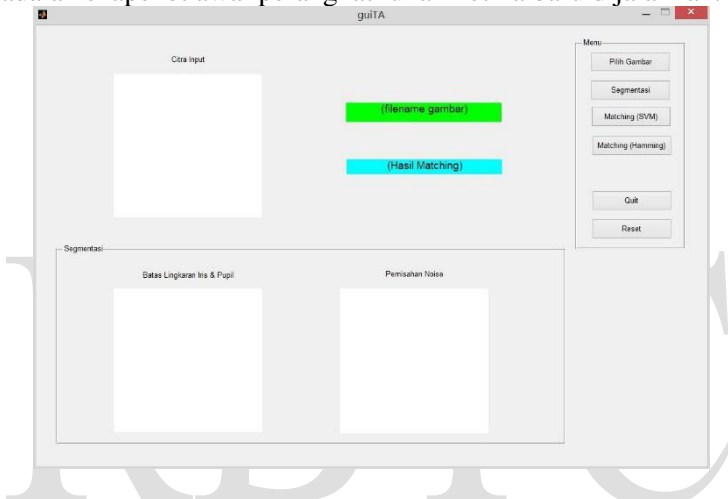 guiTA
Citra Input
(filename gambar)
(Hasil Matching)
Menu
Pilih Gambar
Segmentasi
Matching (SVM)
Matching (Hamming)
Quit
Reset
Segmentasi
Batas Lingkaran Iris & Pupil
Pemisahan Noise